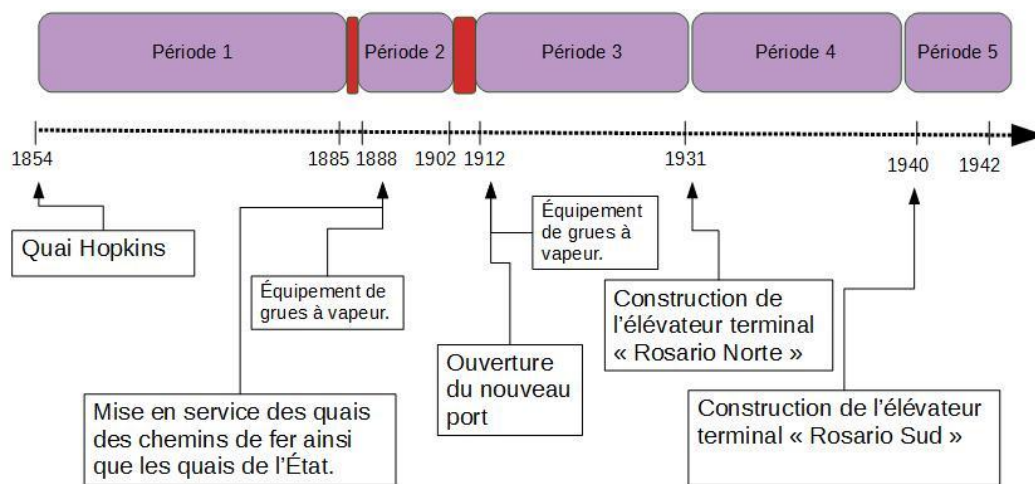 Période 1
Période 2
Période 3
Période 4
Période 5
1854
1885
1888
1902
1912
1931
1940
1942
Quai Hopkins
Équipement de
grues à vapeur.
Mise en service des quais
des chemins de fer ainsi
que les quais de l'État.
Équipement
de grues à
vapeur.
Ouverture
du nouveau
port
Construction de
l'élévateur terminal
« Rosario Norte »
Construction de l'élévateur
terminal « Rosario Sud »